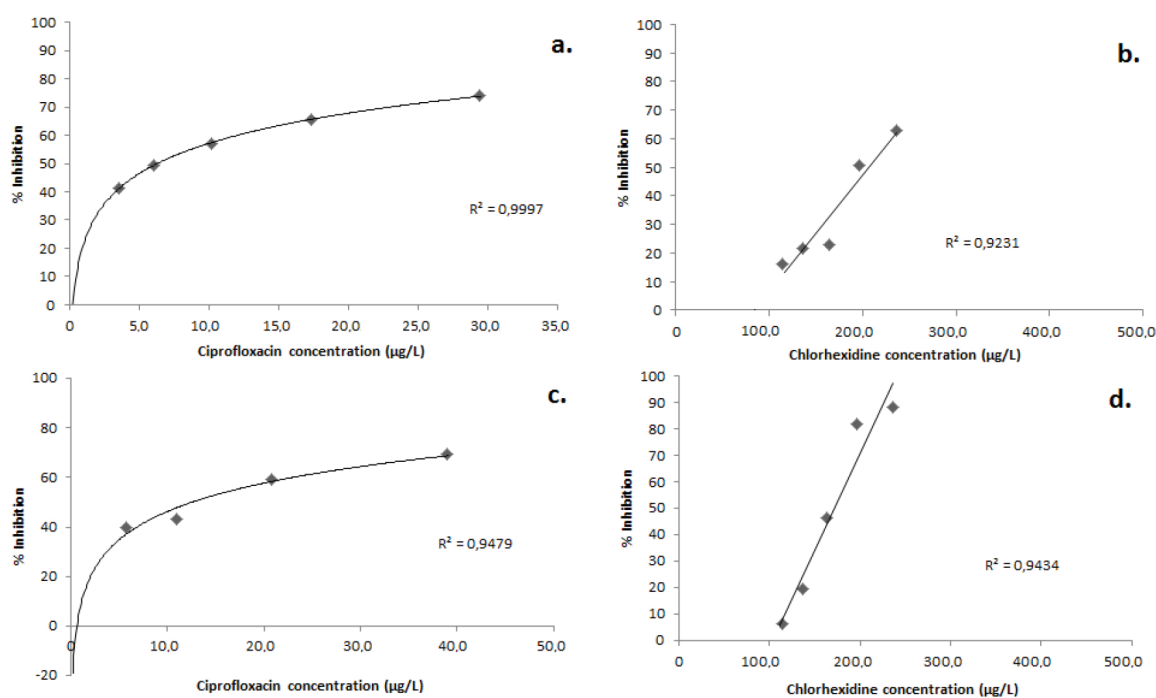 a.
% Inhibition
100
90
80
70
60
50
40
30
20
10
0
R² = 0,9997
0 5,0 10,0 15,0 20,0 25,0 30,0 35,0
Ciprofloxacin concentration (µg/L)
b.
% Inhibition
100
90
80
70
60
50
40
30
20
10
0
R² = 0,9231
0 100,0 200,0 300,0 400,0 500,0
Chlorhexidine concentration (µg/L)
c.
% Inhibition
100
80
60
40
20
0
-20
R² = 0,9479
0 10,0 20,0 30,0 40,0 50,0
Ciprofloxacin concentration (µg/L)
d.
% Inhibition
100
90
80
70
60
50
40
30
20
10
0
R² = 0,9434
0 100,0 200,0 300,0 400,0 500,0
Chlorhexidine concentration (µg/L)